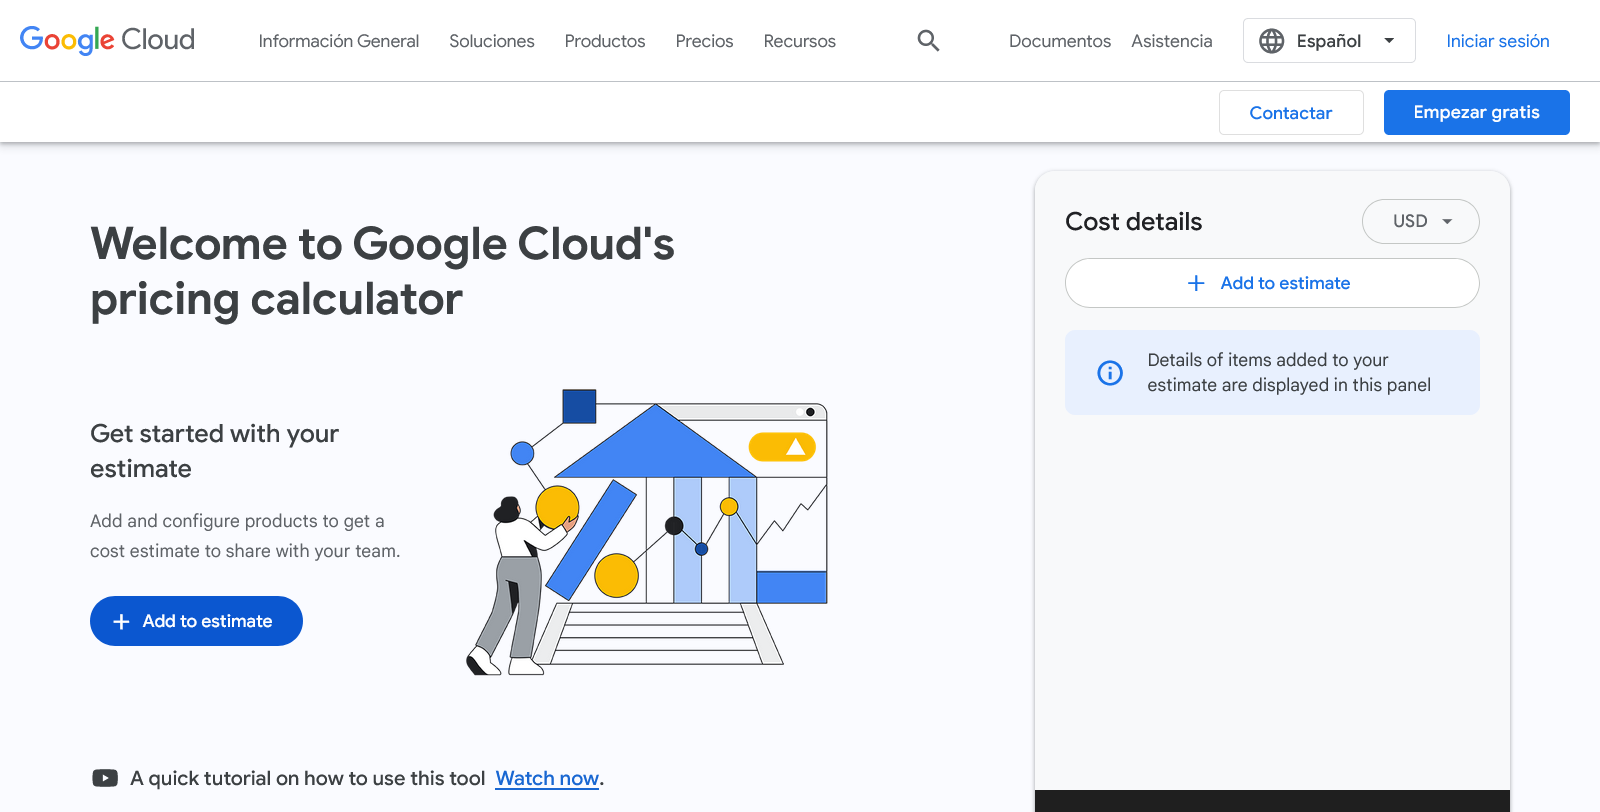 Google Cloud
Información General
Soluciones
Productos
Precios
Recursos
Documentos
Asistencia
Español
Iniciar sesión
Contactar
Empezar gratis
Welcome to Google Cloud's
pricing calculator
Get started with your
estimate
Add and configure products to get a
cost estimate to share with your team.
Add to estimate
A quick tutorial on how to use this tool Watch now.
Cost details
USD
Add to estimate
Details of items added to your
estimate are displayed in this panel